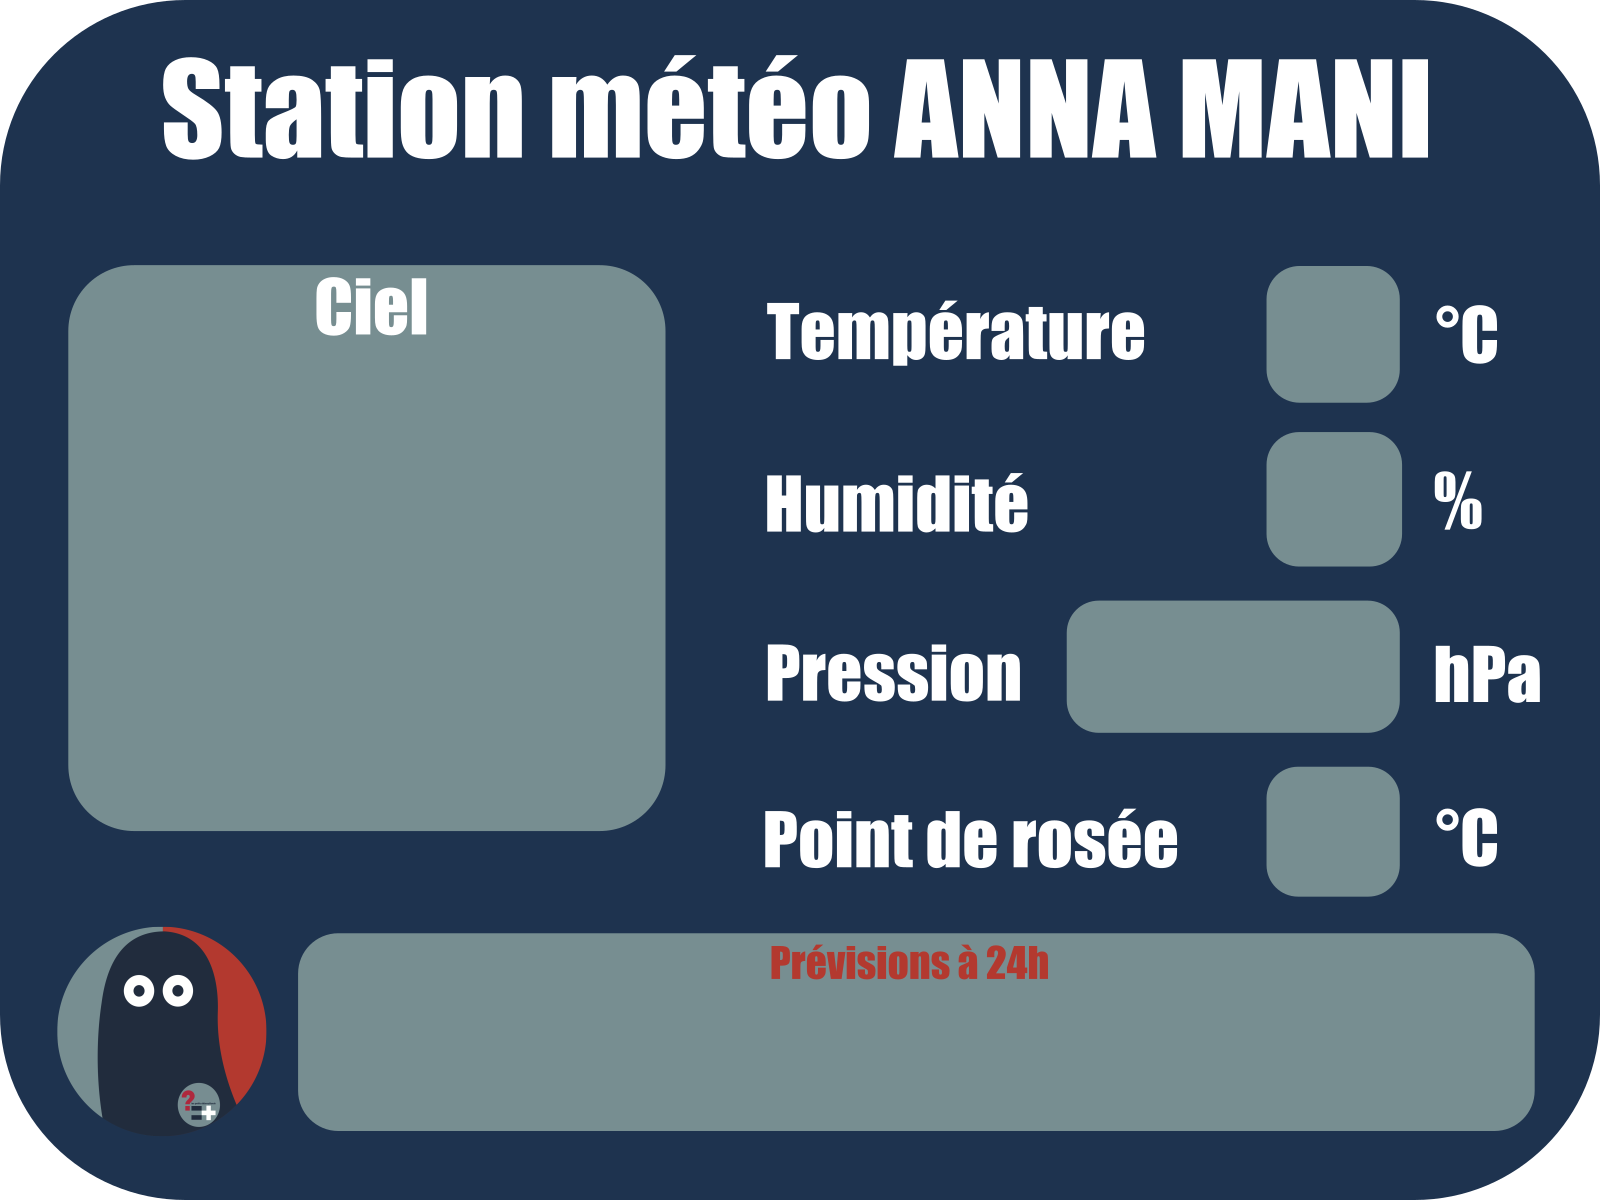 Station météo ANNA MANI
Ciel
Température °C
Humidité %
Pression hPa
Point de rosée °C
Prévisions à 24h
?